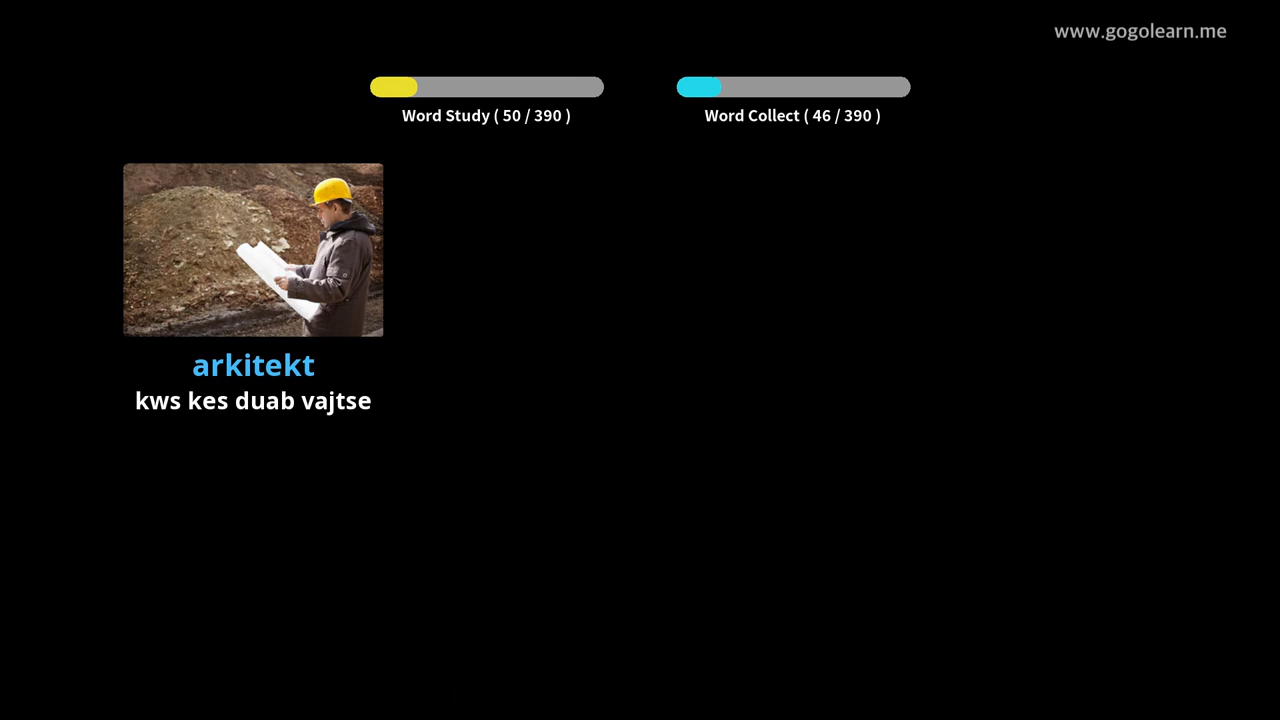 www.gogolearn.me
Word Study ( 50 / 390 )
Word Collect ( 46 / 390 )
arkitekt
kws kes duab vajtse